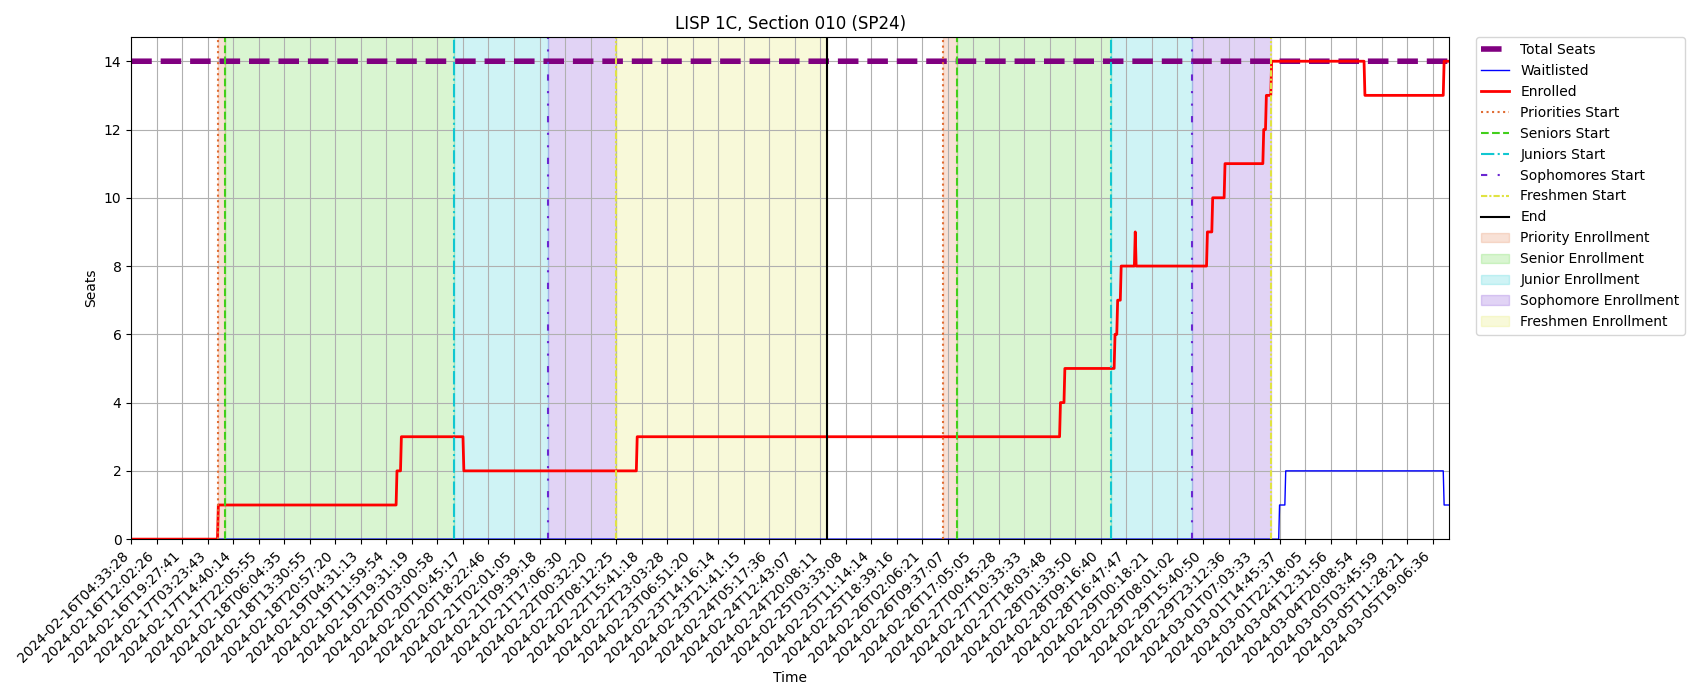 LISP 1C, Section 010 (SP24)
Seats
14
12
10
8
6
4
2
0
2024-02-16T04:33:28
2024-02-16T12:02:26
2024-02-16T19:27:41
2024-02-17T03:23:43
2024-02-17T14:40:14
2024-02-17T22:05:55
2024-02-18T06:04:35
2024-02-18T13:30:55
2024-02-18T20:57:20
2024-02-19T04:31:13
2024-02-19T11:59:54
2024-02-19T19:31:19
2024-02-20T03:00:58
2024-02-20T10:45:17
2024-02-20T18:22:46
2024-02-21T02:01:05
2024-02-21T09:39:18
2024-02-21T17:06:30
2024-02-22T00:32:20
2024-02-22T08:12:25
2024-02-22T15:41:18
2024-02-22T23:03:28
2024-02-23T06:51:20
2024-02-23T14:16:14
2024-02-23T21:41:15
2024-02-24T05:17:36
2024-02-24T12:43:07
2024-02-24T20:08:11
2024-02-25T03:33:08
2024-02-25T11:14:14
2024-02-25T18:39:16
2024-02-26T02:06:21
2024-02-26T09:37:07
2024-02-26T17:05:05
2024-02-27T00:45:28
2024-02-27T10:33:33
2024-02-27T18:03:48
2024-02-28T01:33:50
2024-02-28T09:16:40
2024-02-28T16:47:47
2024-02-29T00:18:21
2024-02-29T08:01:02
2024-02-29T15:40:50
2024-02-29T23:12:36
2024-03-01T07:03:33
2024-03-01T14:45:37
2024-03-01T22:18:05
2024-03-04T12:31:56
2024-03-04T20:08:54
2024-03-05T03:45:59
2024-03-05T11:28:21
2024-03-05T19:06:36
Time
Total Seats
Waitlisted
Enrolled
Priorities Start
Seniors Start
Juniors Start
Sophomores Start
Freshmen Start
End
Priority Enrollment
Senior Enrollment
Junior Enrollment
Sophomore Enrollment
Freshmen Enrollment